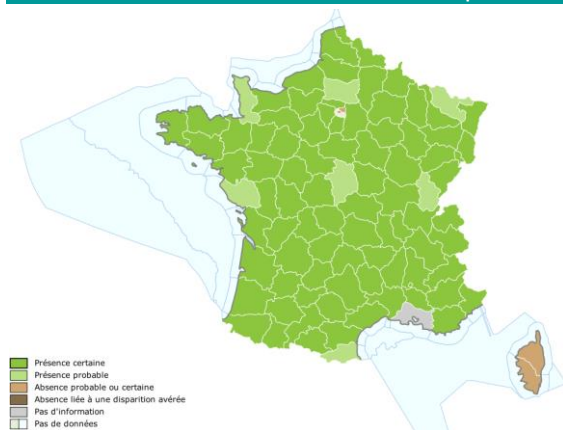 Présence certaine
Présence probable
Absence probable ou certaine
Absence liée à une disparition avérée
Pas d'information
Pas de données